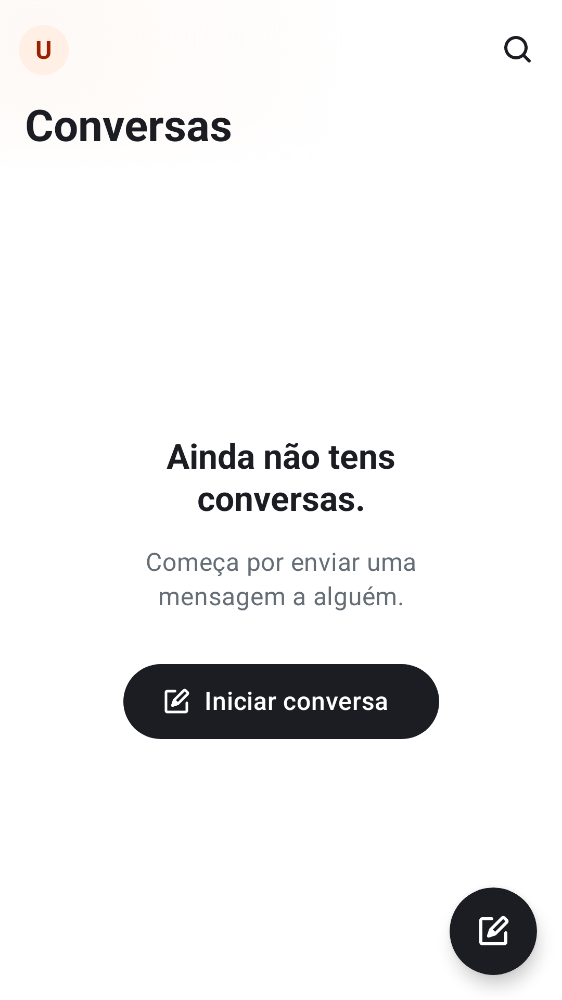 U
Conversas
Ainda não tens
conversas.
Começa por enviar uma
mensagem a alguém.
Iniciar conversa